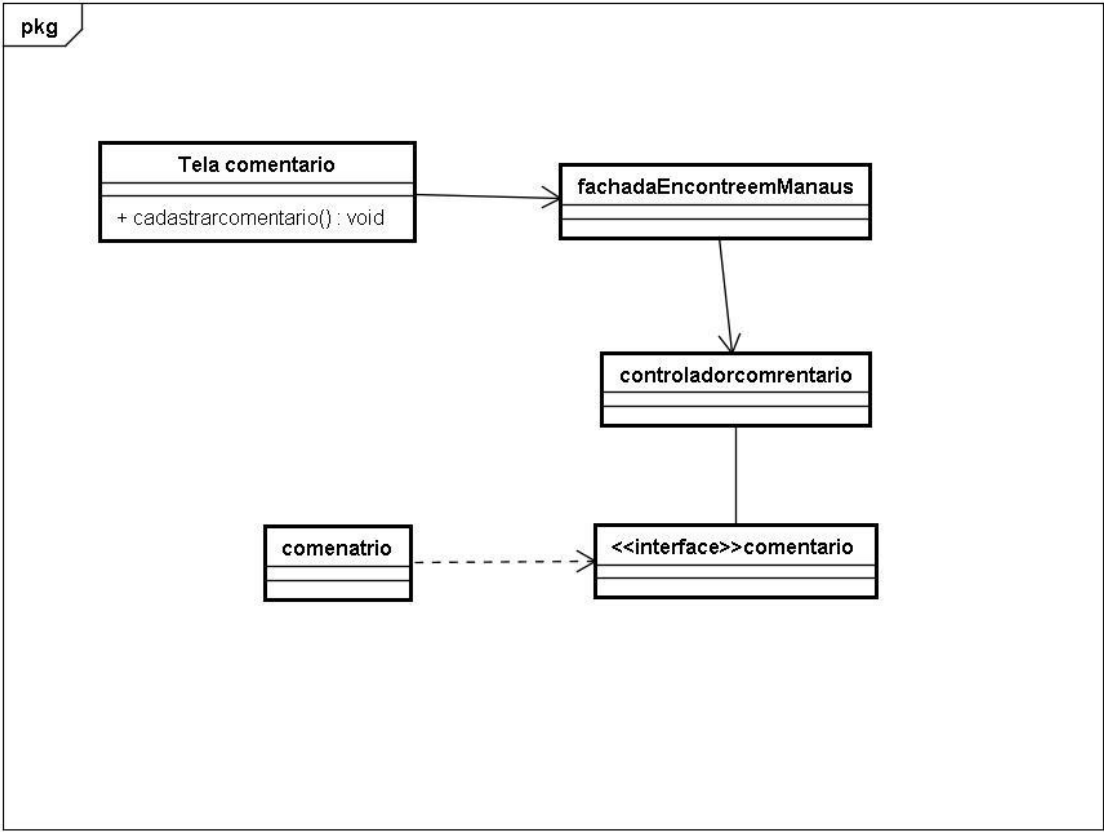 pkg
Tela comentario
+ cadastrarcomentario() : void
fachadaEncontreemManaus
controladorcomrentario
comenatrio
<<interface>>comentario